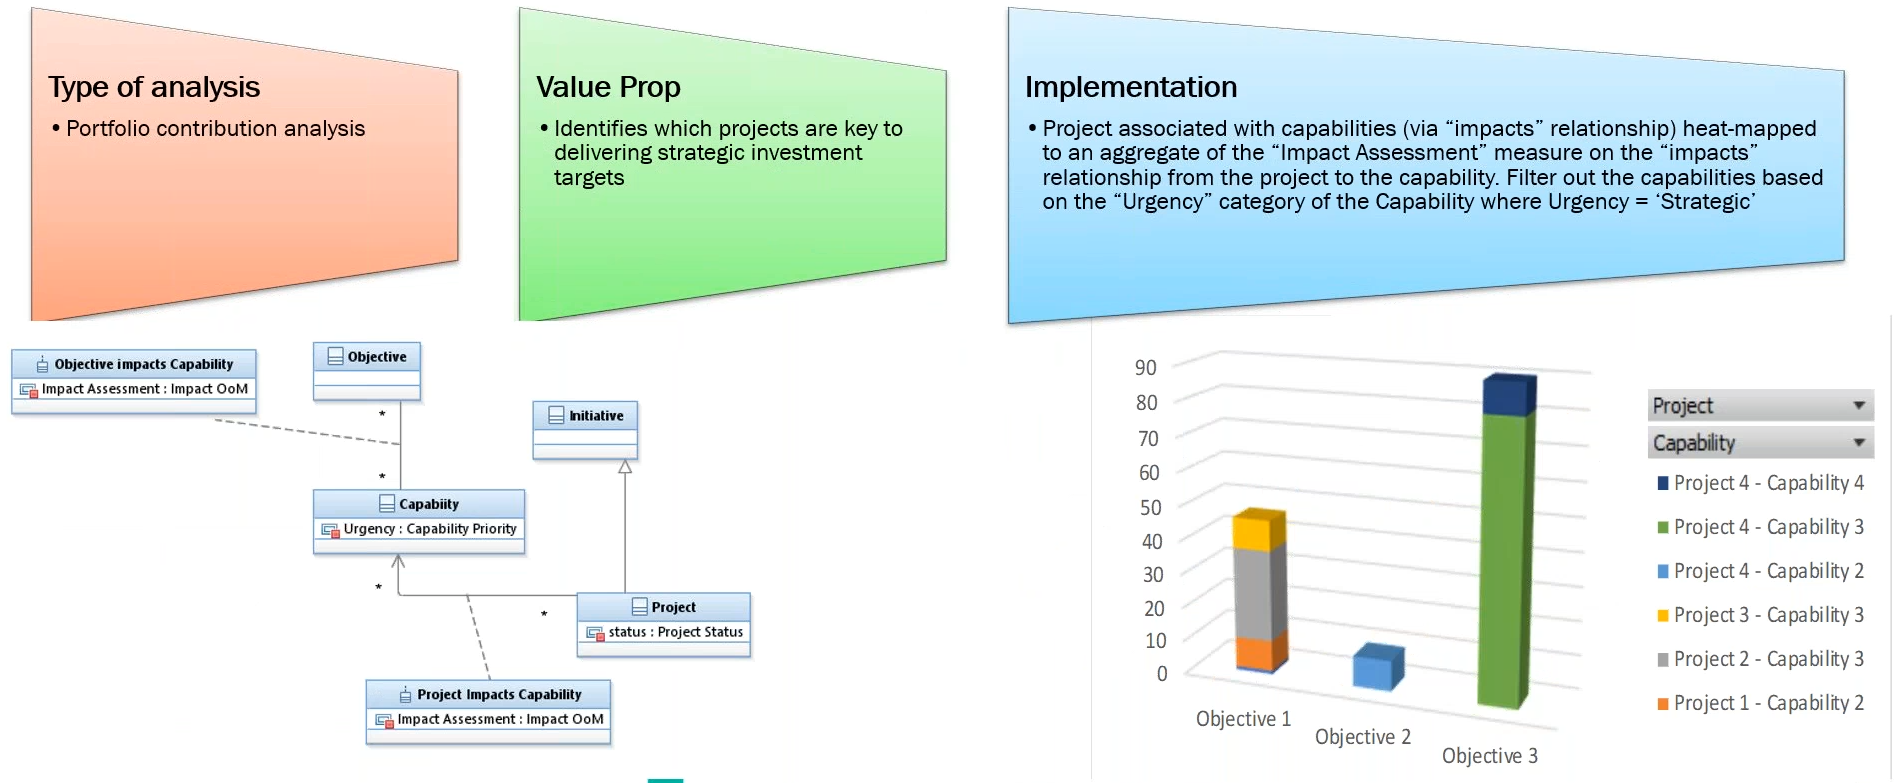 Type of analysis
• Portfolio contribution analysis
Value Prop
• Identifies which projects are key to
delivering strategic investment
targets
Implementation
• Project associated with capabilities (via “impacts” relationship) heat-mapped
to an aggregate of the “Impact Assessment” measure on the “impacts”
relationship from the project to the capability. Filter out the capabilities based
on the “Urgency” category of the Capability where Urgency = ‘Strategic’
Objective impacts Capability
Impact Assessment : Impact OoM
Objective
*
*
Initiative
Capabiity
Urgency : Capability Priority
*
*
Project
status : Project Status
Project Impacts Capability
Impact Assessment : Impact OoM
90
80
70
60
50
40
30
20
10
0
Objective 1
Objective 2
Objective 3
Project
Capability
Project 4 - Capability 4
Project 4 - Capability 3
Project 4 - Capability 2
Project 3 - Capability 3
Project 2 - Capability 3
Project 1 - Capability 2